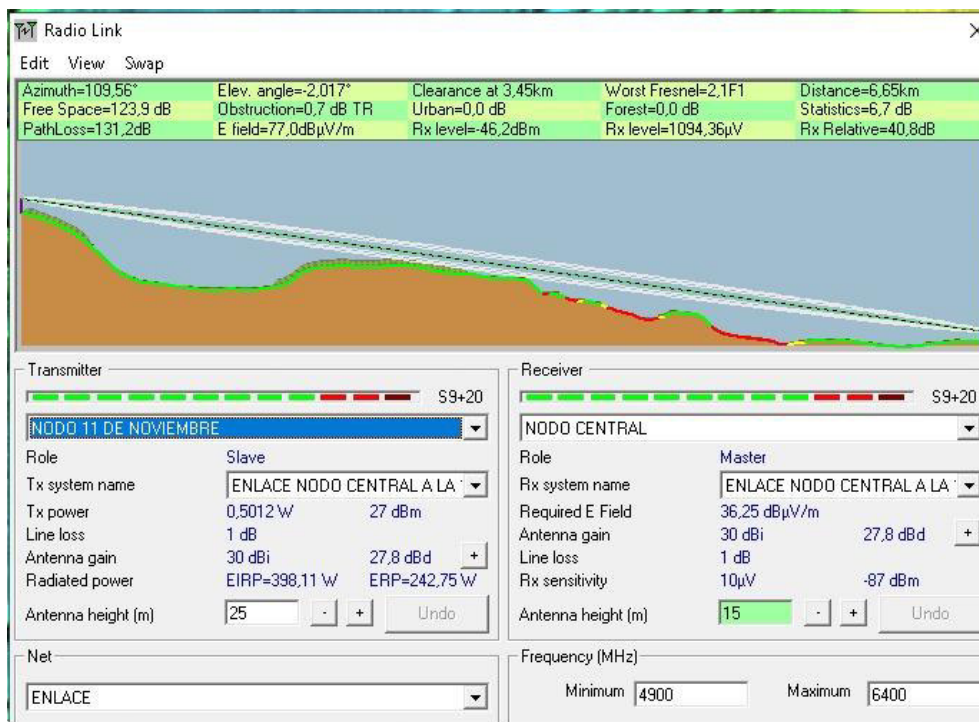 Radio Link
Edit View Swap
Azimuth=109,56° Elev. angle=-2,017° Clearance at 3,45km Worst Fresnel=2,1F1 Distance=6,65km
Free Space=123,9 dB Obstruction=0,7 dB TR Urban=0,0 dB Forest=0,0 dB Statistics=6,7 dB
PathLoss=131,2dB E field=77,0dBµV/m Rx level=-46,2dBm Rx level=1094,36µV Rx Relative=40,8dB
Transmitter Receiver
S9+20 S9+20
NODO 11 DE NOVIEMBRE NODO CENTRAL
Role Slave Role Master
Tx system name ENLACE NODO CENTRAL A LA Rx system name ENLACE NODO CENTRAL A LA
Tx power 0,5012 W 27 dBm Required E Field 36,25 dBµV/m
Line loss 1 dB Antenna gain 30 dBi 27,8 dBd +
Antenna gain 30 dBi 27,8 dBd + Line loss 1 dB
Radiated power EIRP=398,11 W ERP=242,75 W Rx sensitivity 10µV -87 dBm
Antenna height (m) 25 - + Undo Antenna height (m) 15 - + Undo
Net Frequency (MHz)
ENLACE Minimum 4900 Maximum 6400